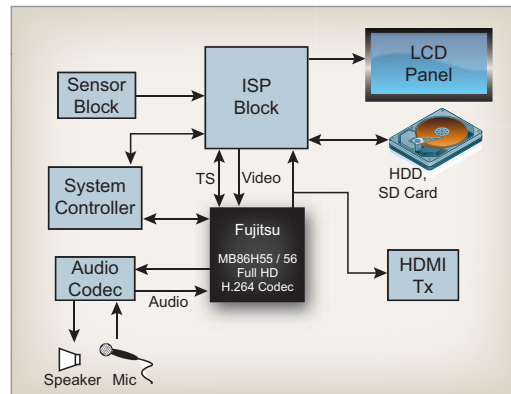 Sensor
Block
ISP
Block
LCD
Panel
HDD,
SD Card
System
Controller
TS
Video
Fujitsu
MB86H55 / 56
Full HD
H.264 Codec
Audio
Codec
Audio
HDMI
Tx
Speaker
Mic